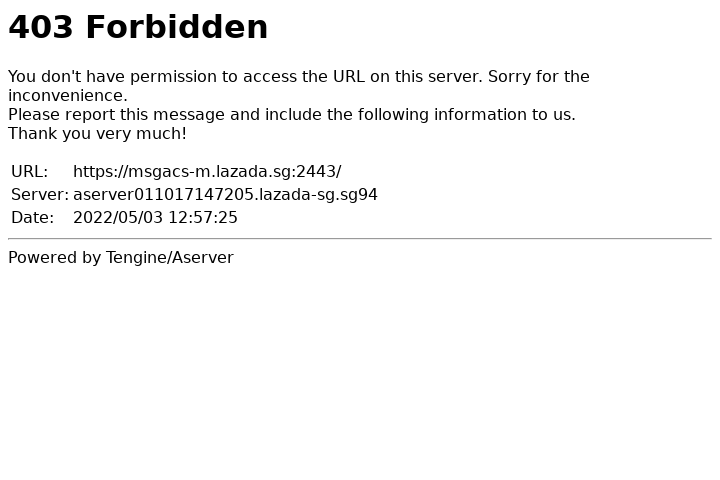 403 Forbidden
You don't have permission to access the URL on this server. Sorry for the
inconvenience.
Please report this message and include the following information to us.
Thank you very much!
URL: https://msgacs-m.lazada.sg:2443/
Server: aserver011017147205.lazada-sg.sg94
Date: 2022/05/03 12:57:25
Powered by Tengine/Aserver